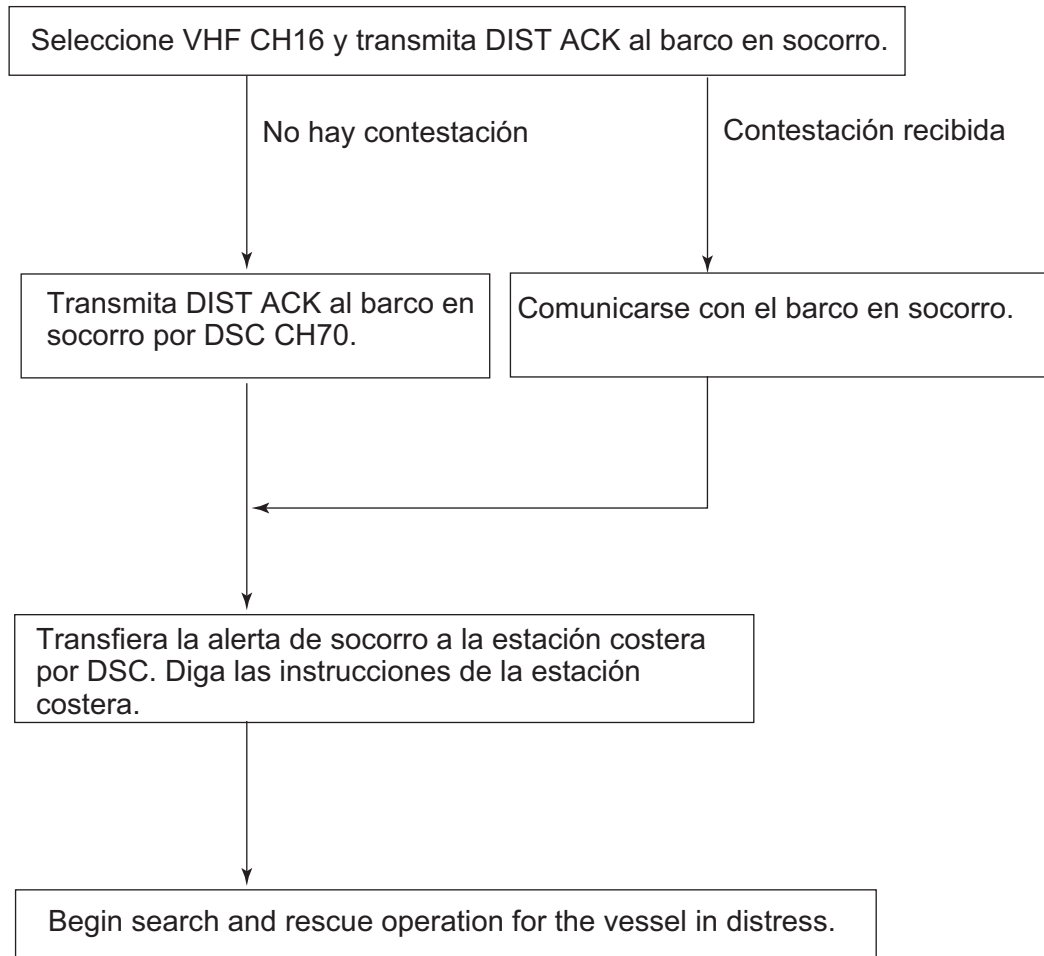 Seleccione VHF CH16 y transmita DIST ACK al barco en socorro.
No hay contestación
Contestación recibida
Transmita DIST ACK al barco en
socorro por DSC CH70.
Comunicarse con el barco en socorro.
Transfiera la alerta de socorro a la estación costera
por DSC. Diga las instrucciones de la estación
costera.
Begin search and rescue operation for the vessel in distress.